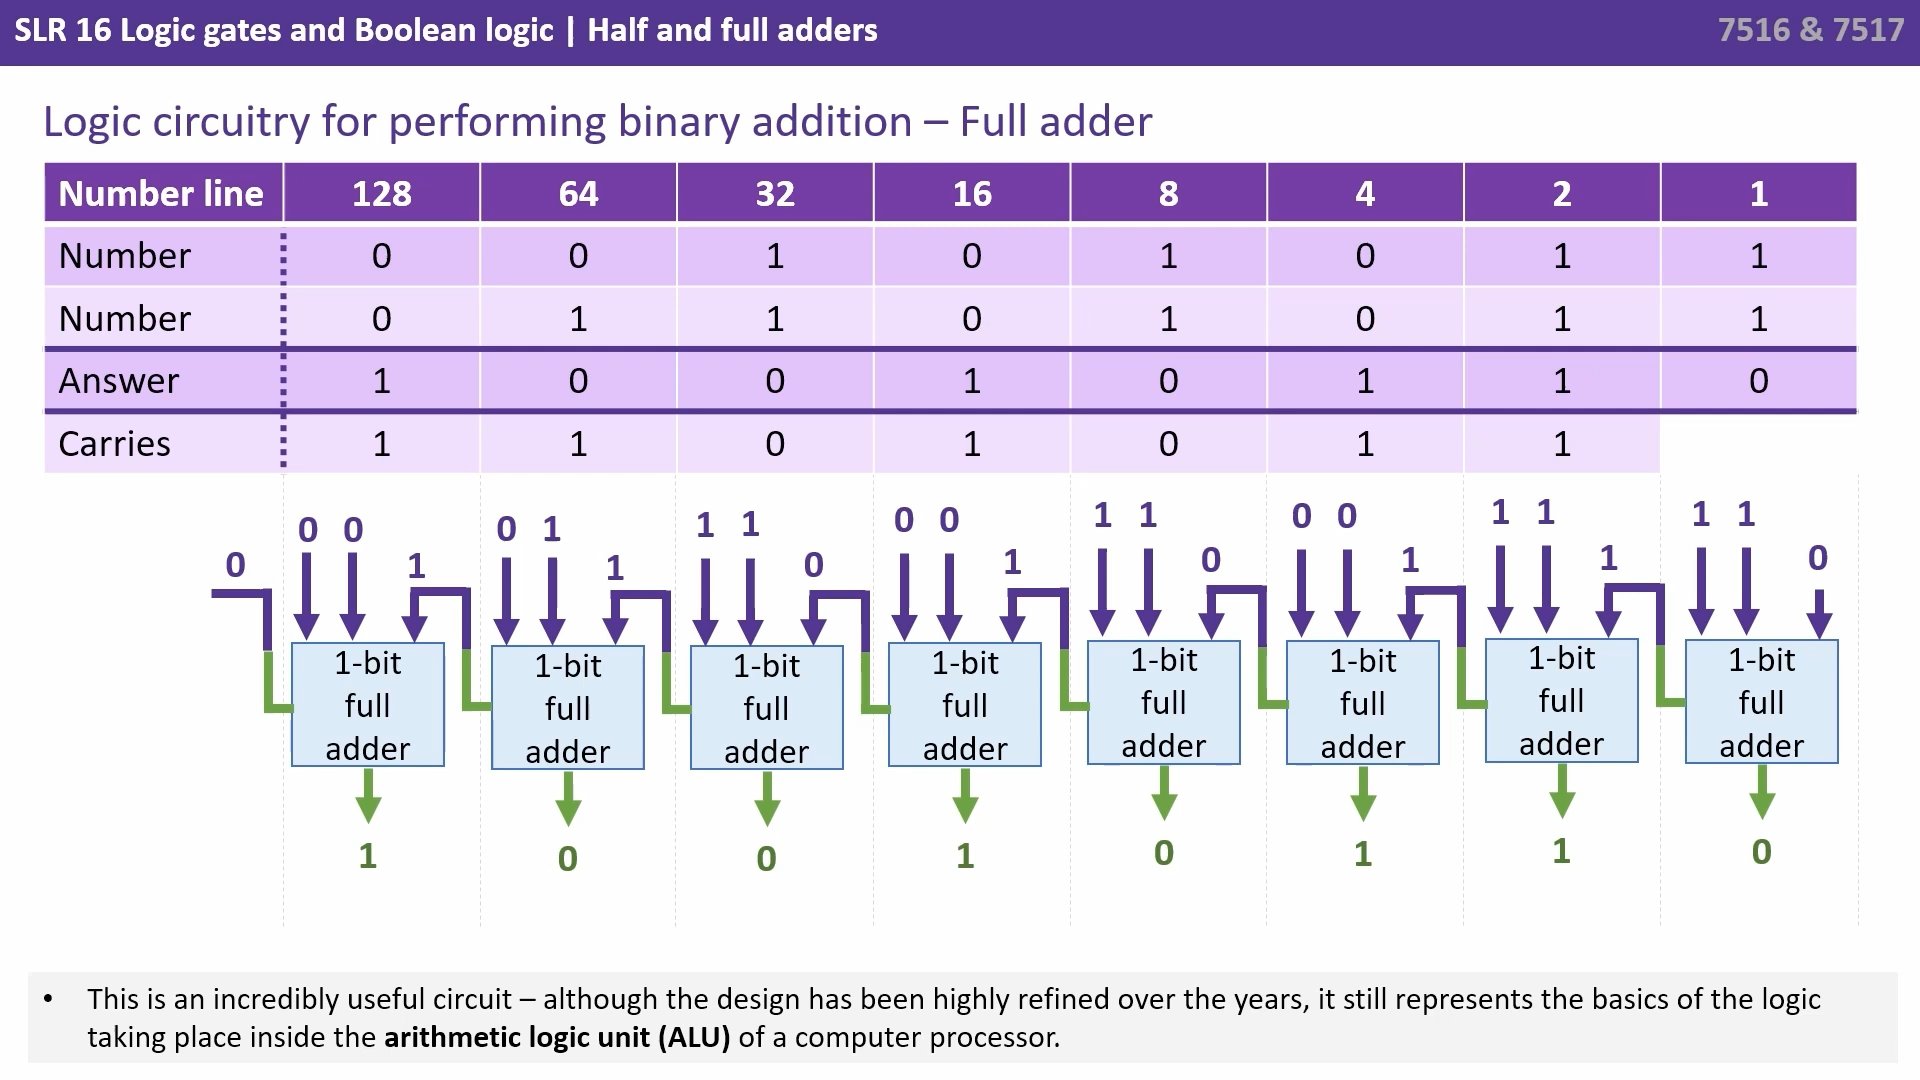 SLR 16 Logic gates and Boolean logic | Half and full adders
7516 & 7517
Logic circuitry for performing binary addition – Full adder
Number line 128 64 32 16 8 4 2 1
Number 0 0 1 0 1 0 1 1
Number 0 1 1 0 1 0 1 1
Answer 1 0 0 1 0 1 1 0
Carries 1 1 0 1 0 1 1
0 0 0 1 0 1 1 1 1 0 0 0 1 1 1 0 0 0 1 1 1 1 1 1 0
1-bit 1-bit 1-bit 1-bit 1-bit 1-bit 1-bit 1-bit
full full full full full full full full
adder adder adder adder adder adder adder adder
1 0 0 1 0 1 1 0
• This is an incredibly useful circuit – although the design has been highly refined over the years, it still represents the basics of the logic
taking place inside the arithmetic logic unit (ALU) of a computer processor.